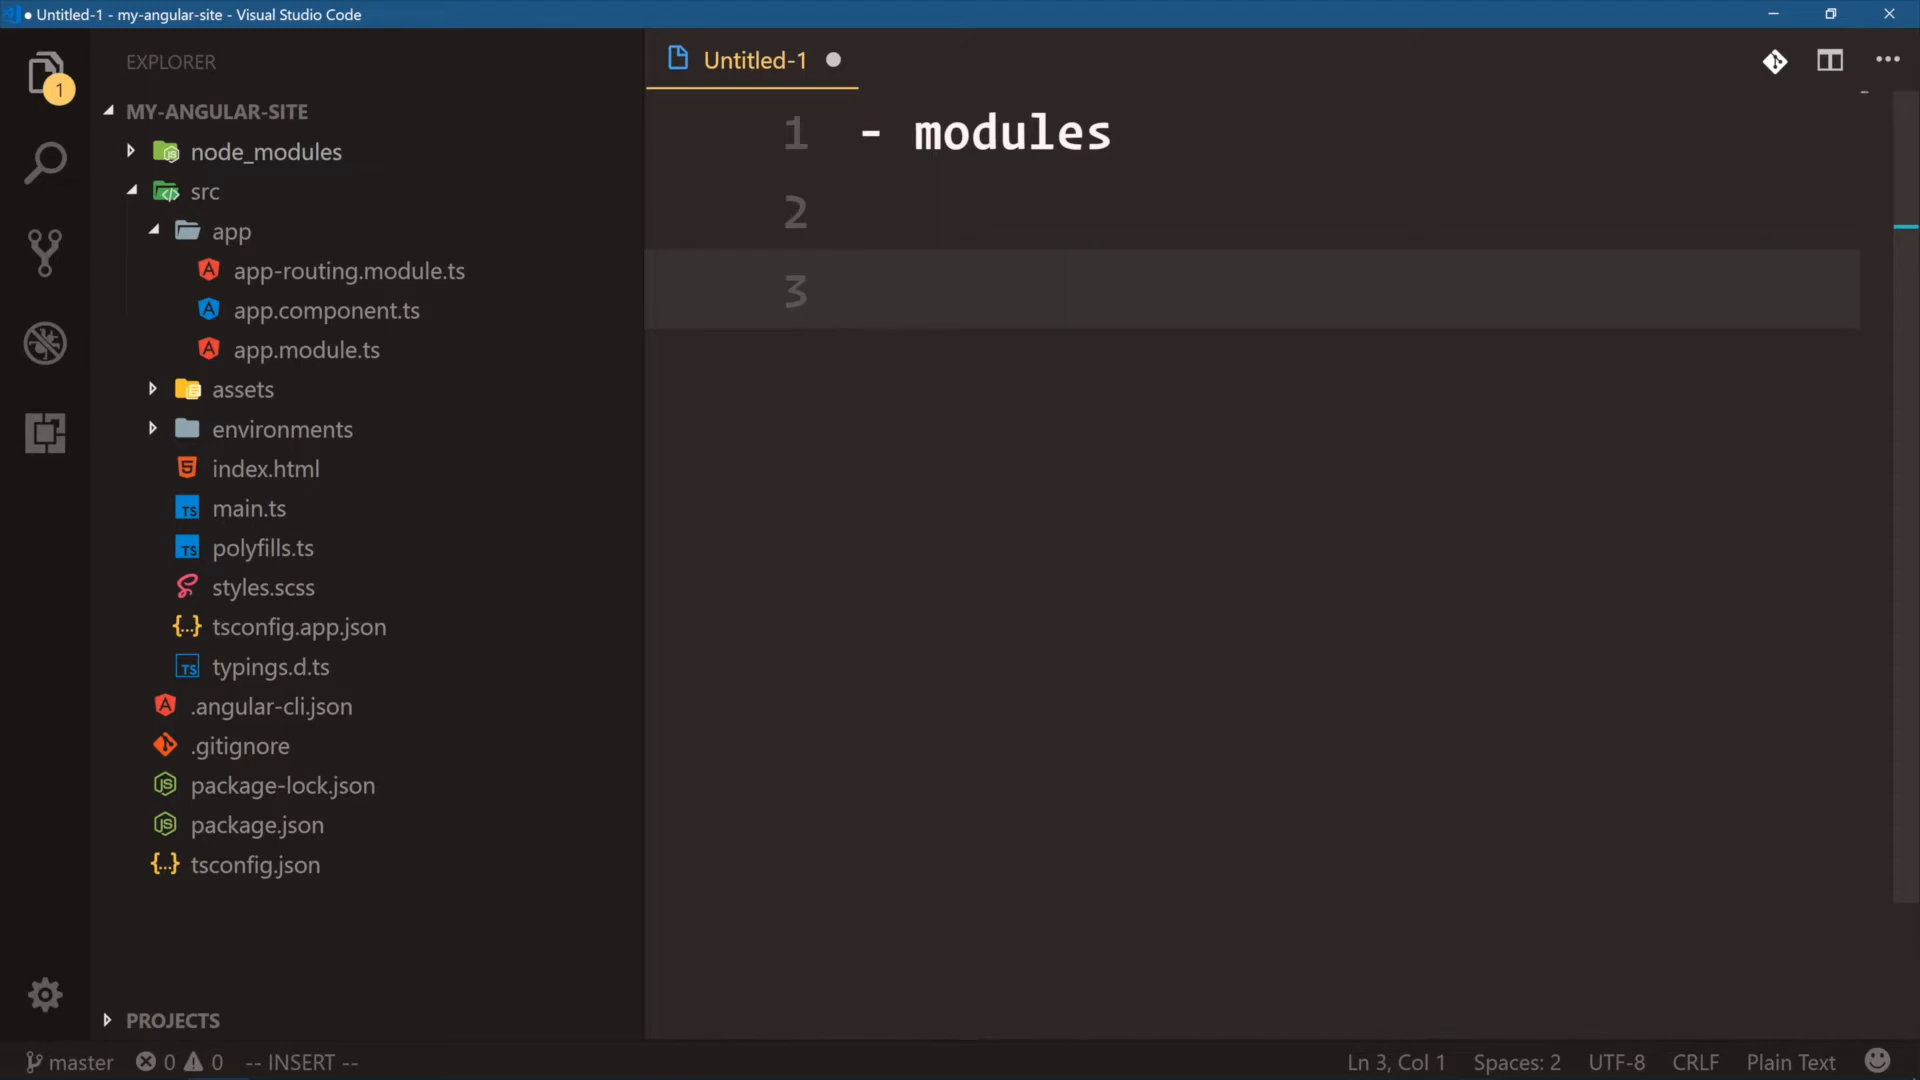 ● Untitled-1 - my-angular-site - Visual Studio Code
EXPLORER
1
MY-ANGULAR-SITE
node_modules
src
app
app-routing.module.ts
app.component.ts
app.module.ts
assets
environments
index.html
main.ts
polyfills.ts
styles.scss
tsconfig.app.json
typings.d.ts
.angular-cli.json
.gitignore
package-lock.json
package.json
tsconfig.json
PROJECTS
Untitled-1
1 - modules
2
3
master 0 0 -- INSERT -- Ln 3, Col 1 Spaces: 2 UTF-8 CRLF Plain Text